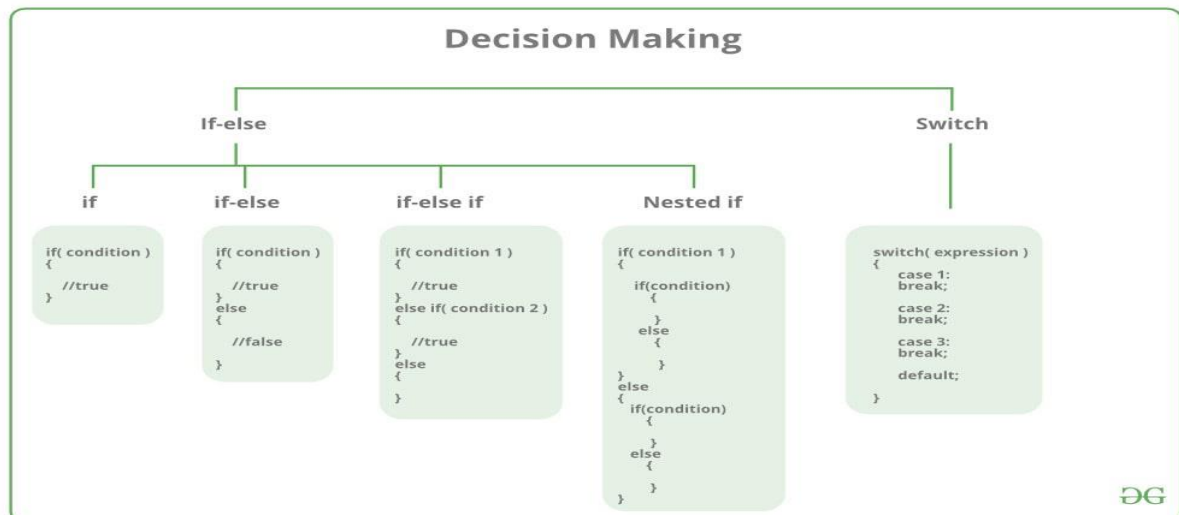 Decision Making
If-else
Switch
if
if-else
if-else if
Nested if
if( condition )
{
//true
}
if( condition )
{
//true
}
else
{
//false
}
if( condition 1 )
{
//true
}
else if( condition 2 )
{
//true
}
else
{
}
if( condition 1 )
{
if(condition)
{
}
else
{
}
}
else
{
if(condition)
{
}
else
{
}
}
switch( expression )
{
case 1:
break;
case 2:
break;
case 3:
break;
default;
}